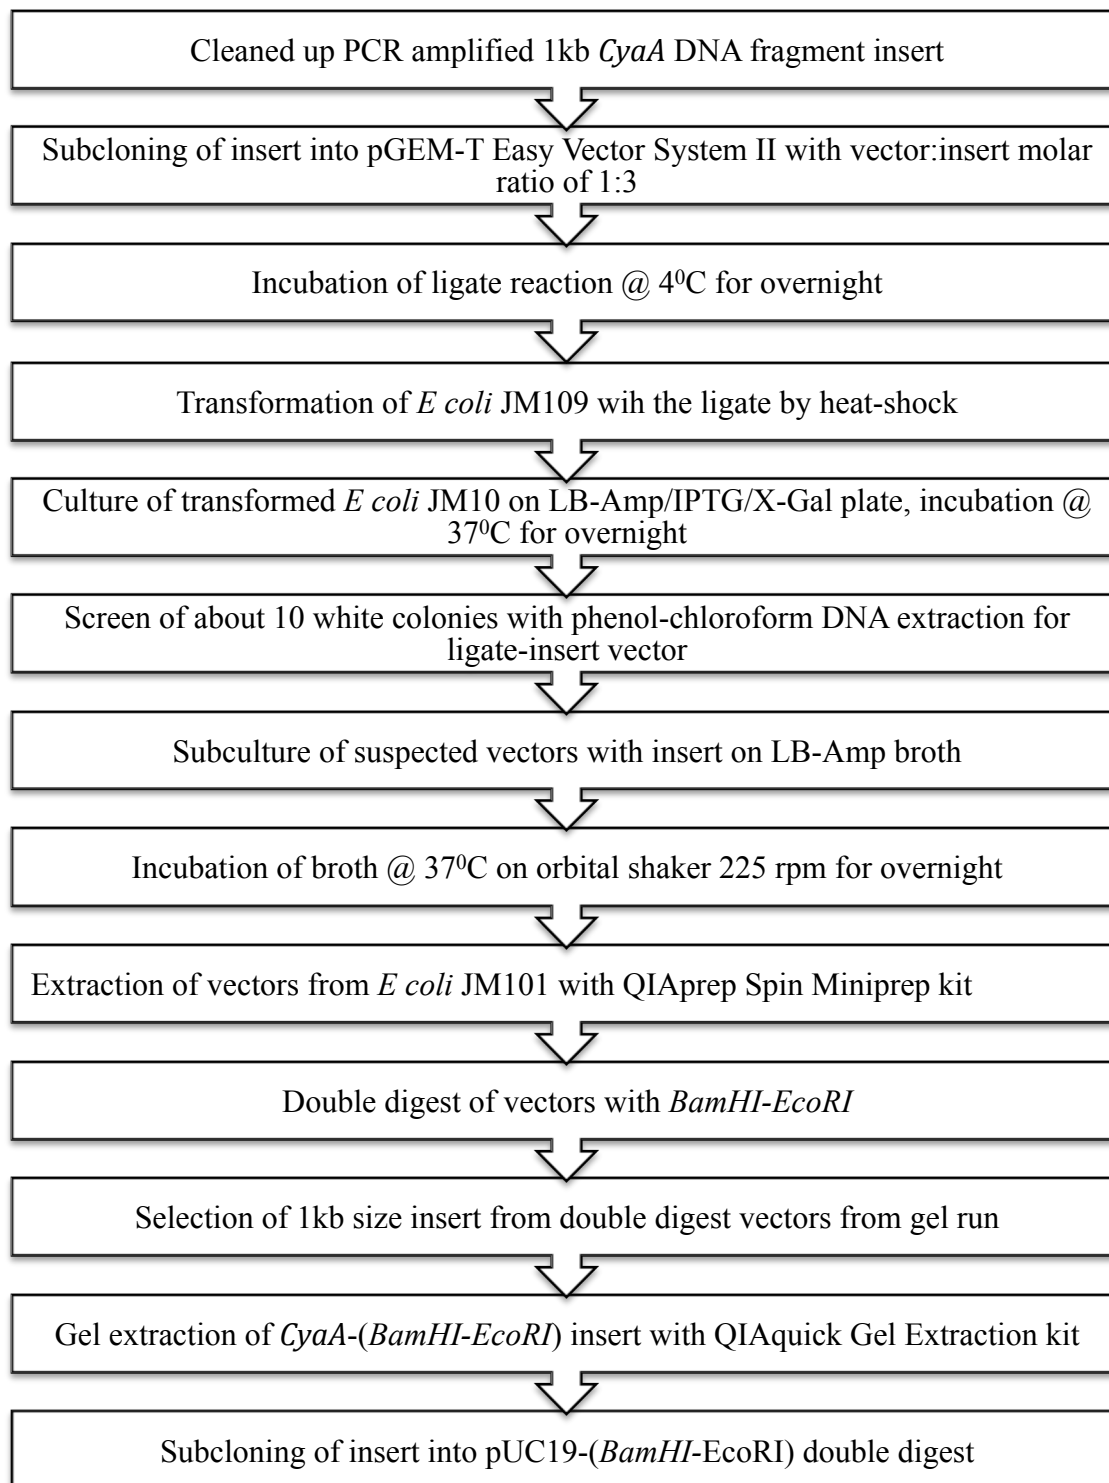 Cleaned up PCR amplified 1kb CyaA DNA fragment insert
Subcloning of insert into pGEM-T Easy Vector System II with vector:insert molar
ratio of 1:3
Incubation of ligate reaction @ 4⁰C for overnight
Transformation of E coli JM109 wih the ligate by heat-shock
Culture of transformed E coli JM10 on LB-Amp/IPTG/X-Gal plate, incubation @
37⁰C for overnight
Screen of about 10 white colonies with phenol-chloroform DNA extraction for
ligate-insert vector
Subculture of suspected vectors with insert on LB-Amp broth
Incubation of broth @ 37⁰C on orbital shaker 225 rpm for overnight
Extraction of vectors from E coli JM101 with QIAprep Spin Miniprep kit
Double digest of vectors with BamHI-EcoRI
Selection of 1kb size insert from double digest vectors from gel run
Gel extraction of CyaA-(BamHI-EcoRI) insert with QIAquick Gel Extraction kit
Subcloning of insert into pUC19-(BamHI-EcoRI) double digest